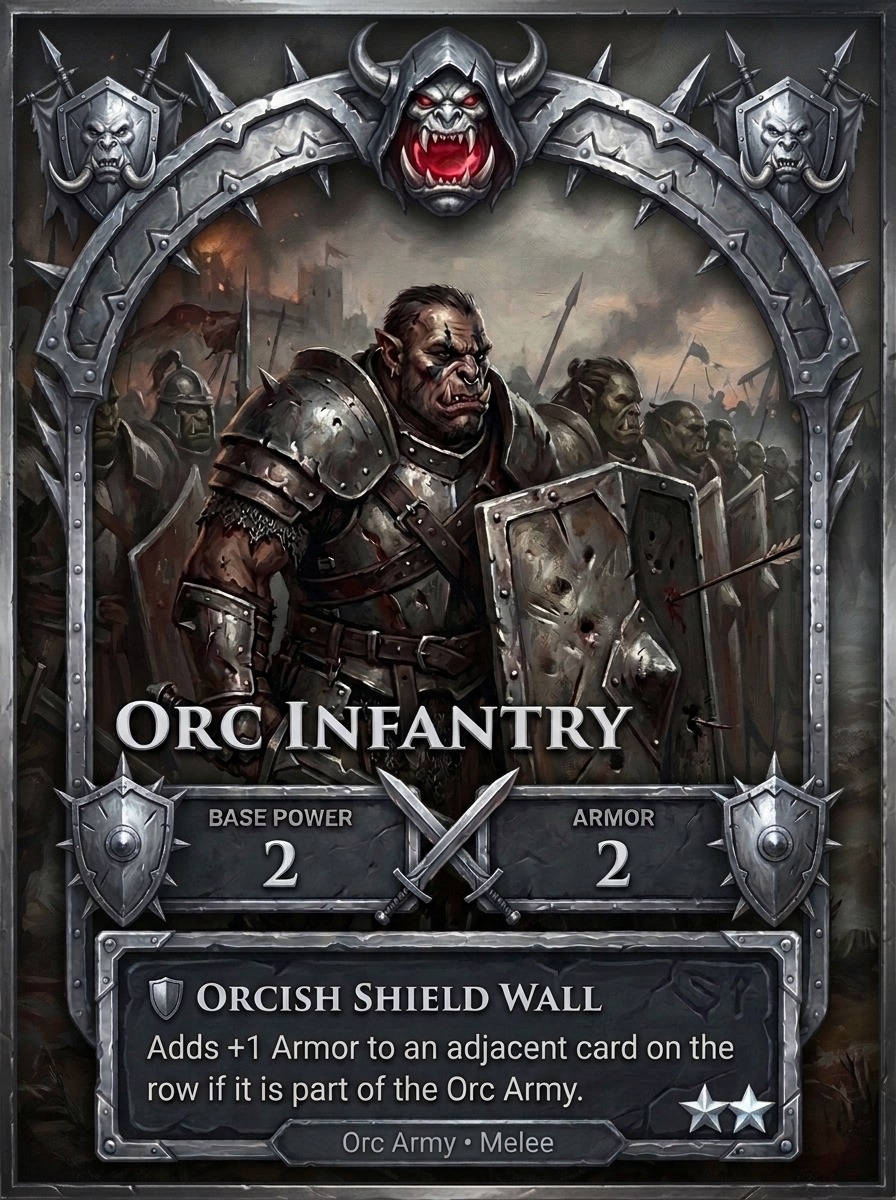 Orc Infantry
BASE POWER
2
ARMOR
2
Orcish Shield Wall
Adds +1 Armor to an adjacent card on the
row if it is part of the Orc Army.
Orc Army • Melee